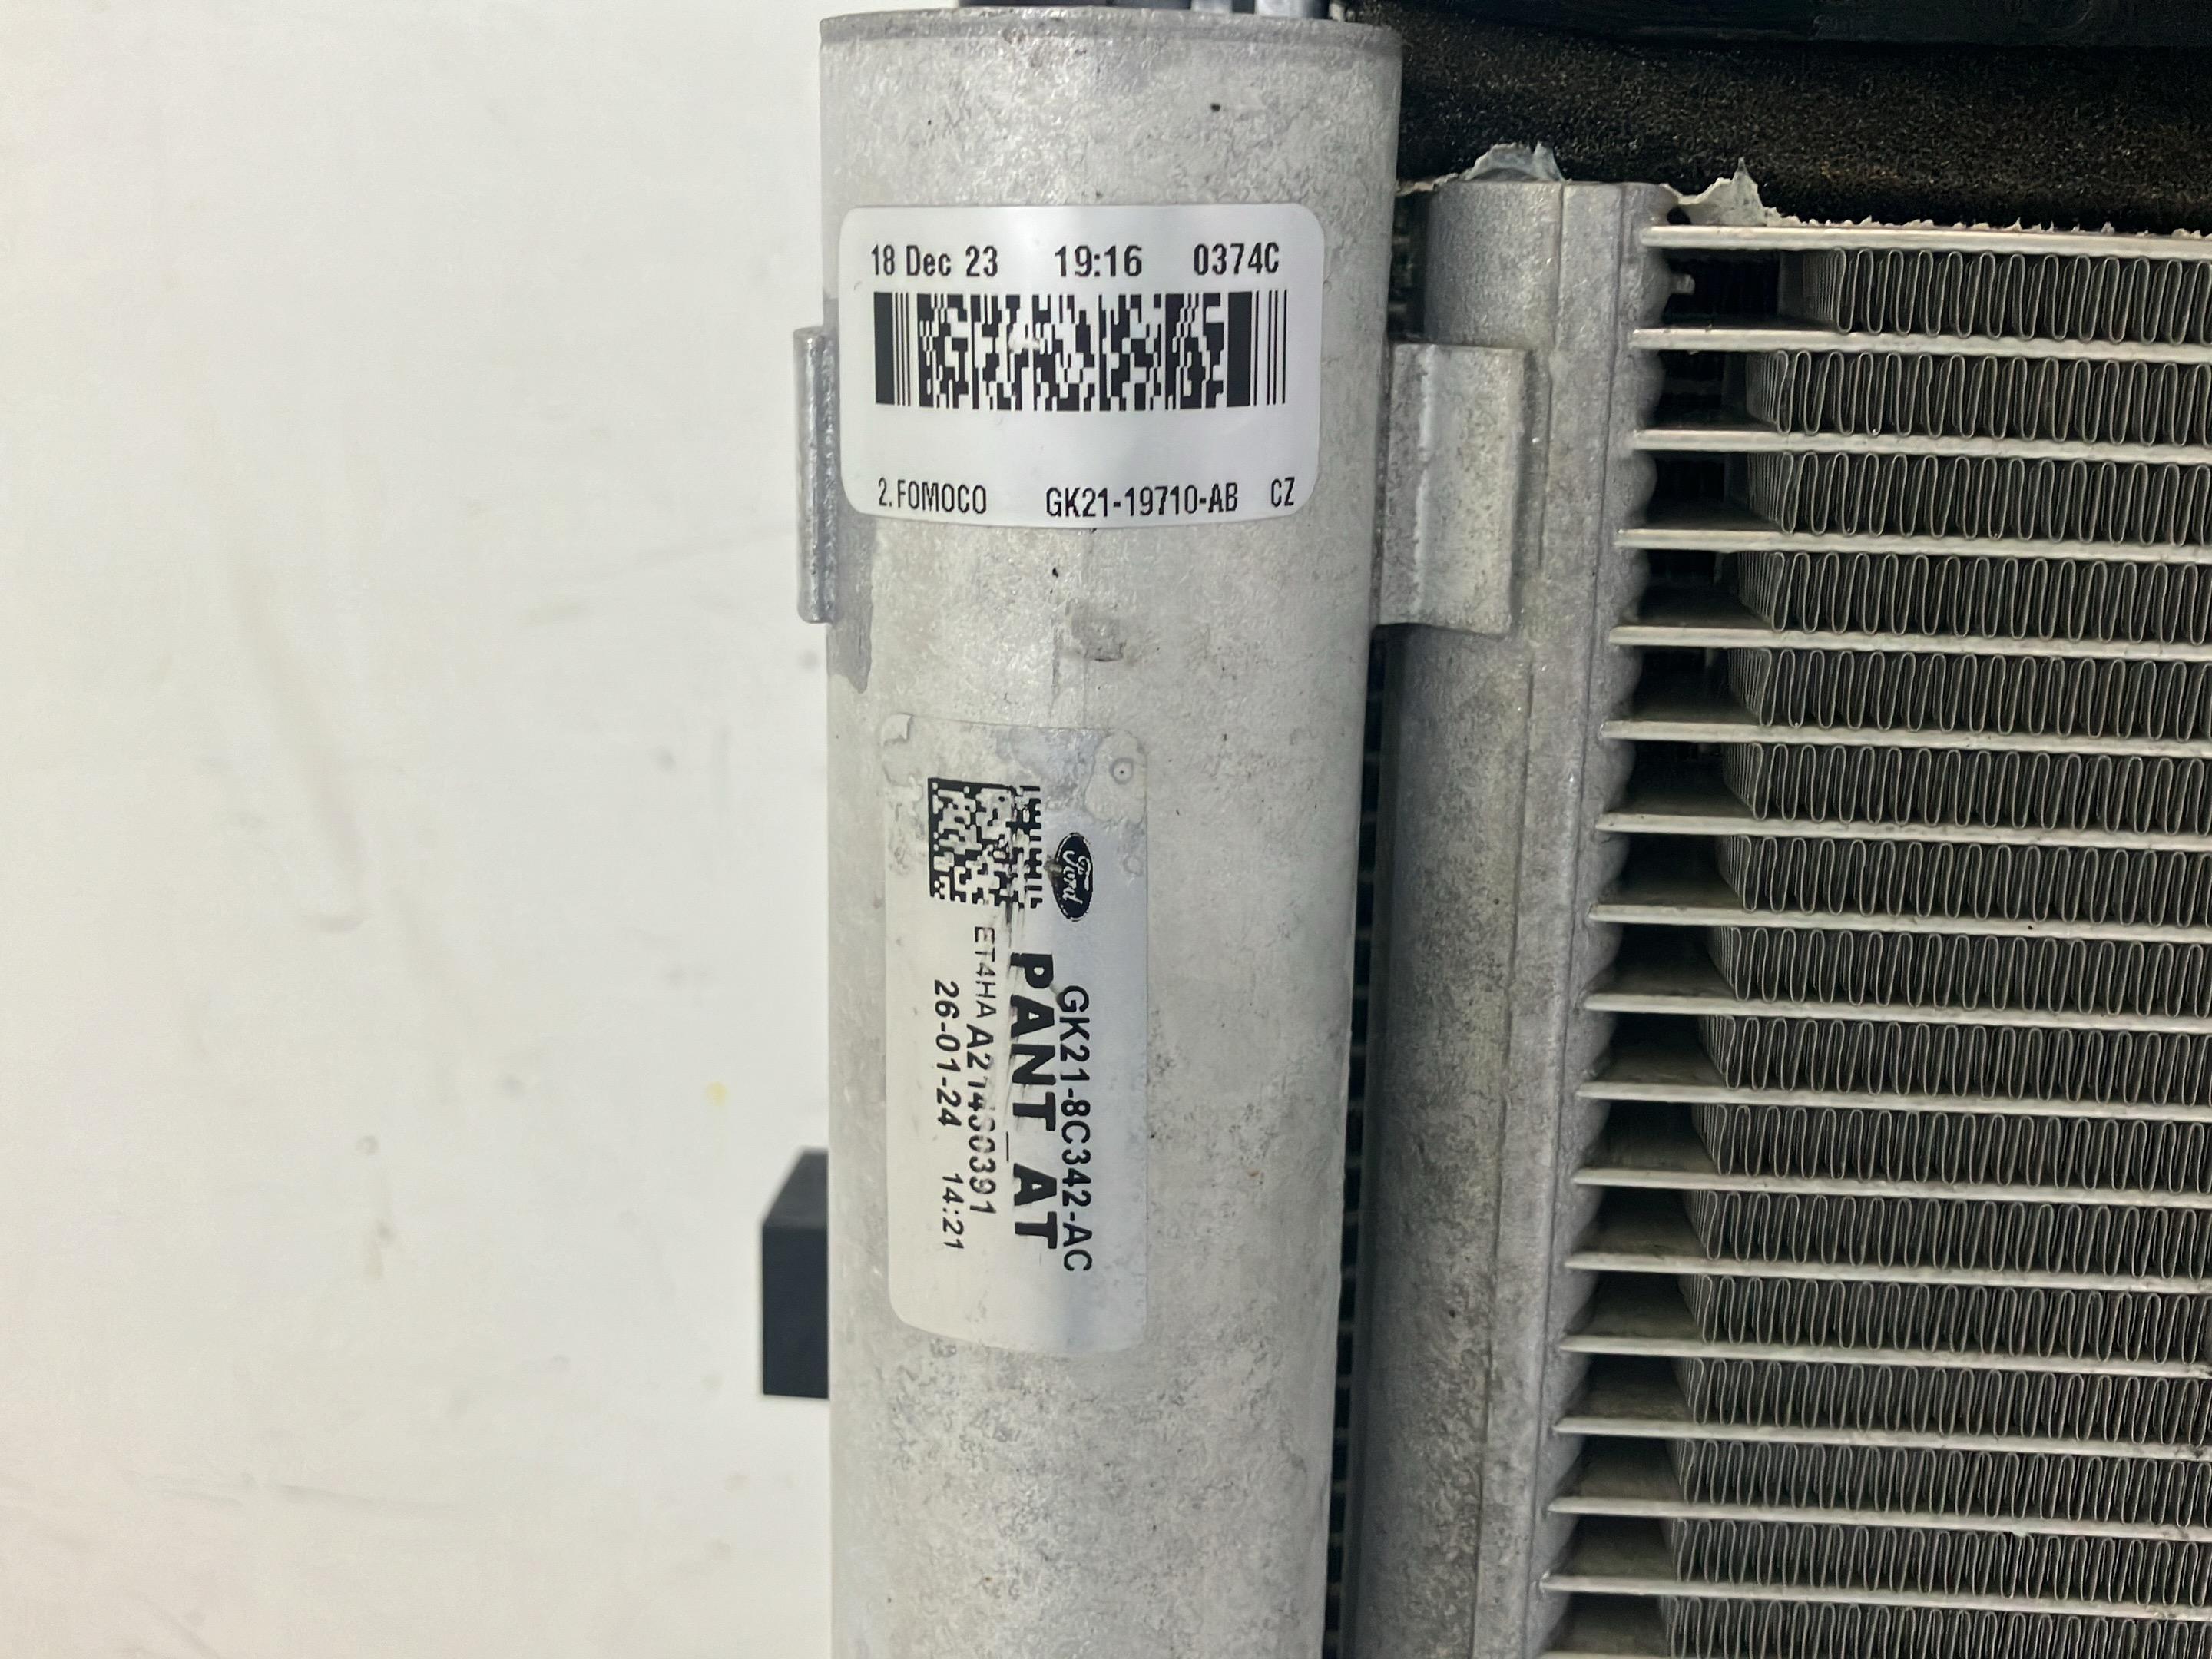 18 Dec 23 19:16 0374C
2.FOMOCO GK21-19710-AB CZ
Ford GK21-8C342-AC
PANT_AT
ET4HA
26-01-24 14:21